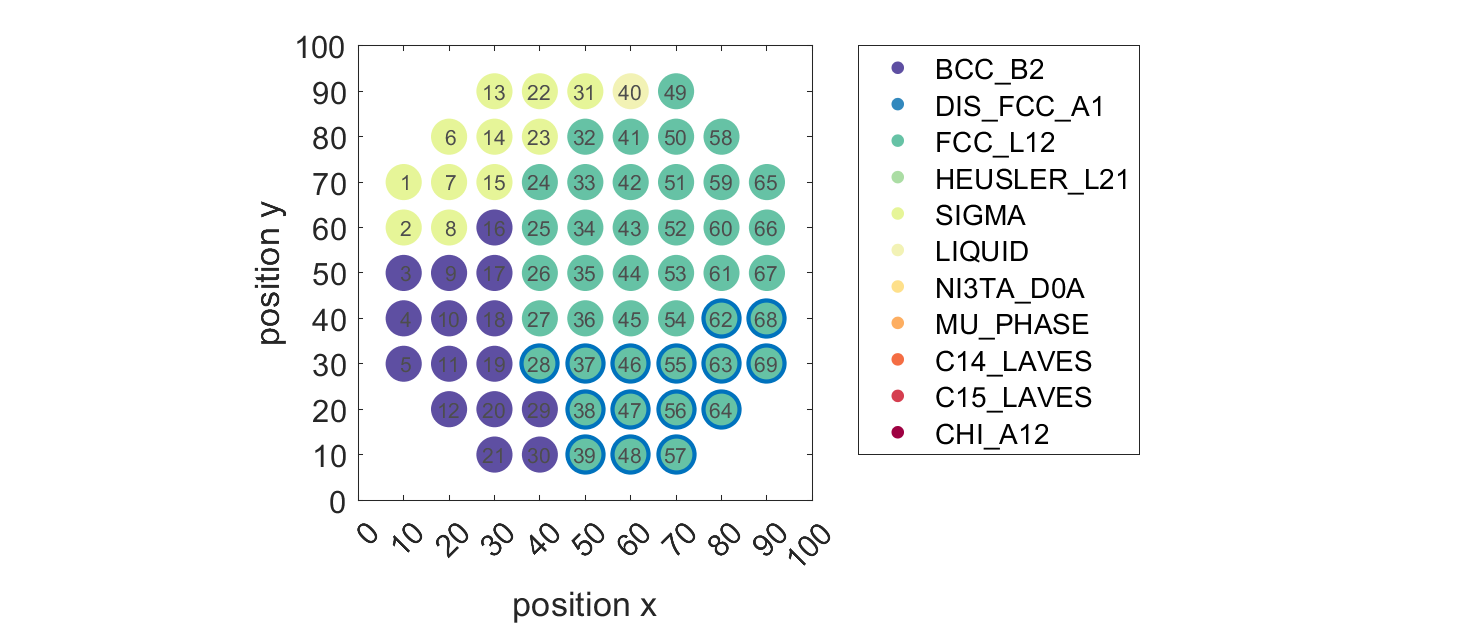 100
90
80
70
60
50
40
30
20
10
0
position y
13 22 31 40 49
6 14 23 32 41 50 58
1 7 15 24 33 42 51 59 65
2 8 16 25 34 43 52 60 66
3 9 17 26 35 44 53 61 67
4 10 18 27 36 45 54 62 68
5 11 19 28 37 46 55 63 69
12 20 29 38 47 56 64
21 30 39 48 57
0 10 20 30 40 50 60 70 80 90 100
position x
BCC_B2
DIS_FCC_A1
FCC_L12
HEUSLER_L21
SIGMA
LIQUID
NI3TA_D0A
MU_PHASE
C14_LAVES
C15_LAVES
CHI_A12